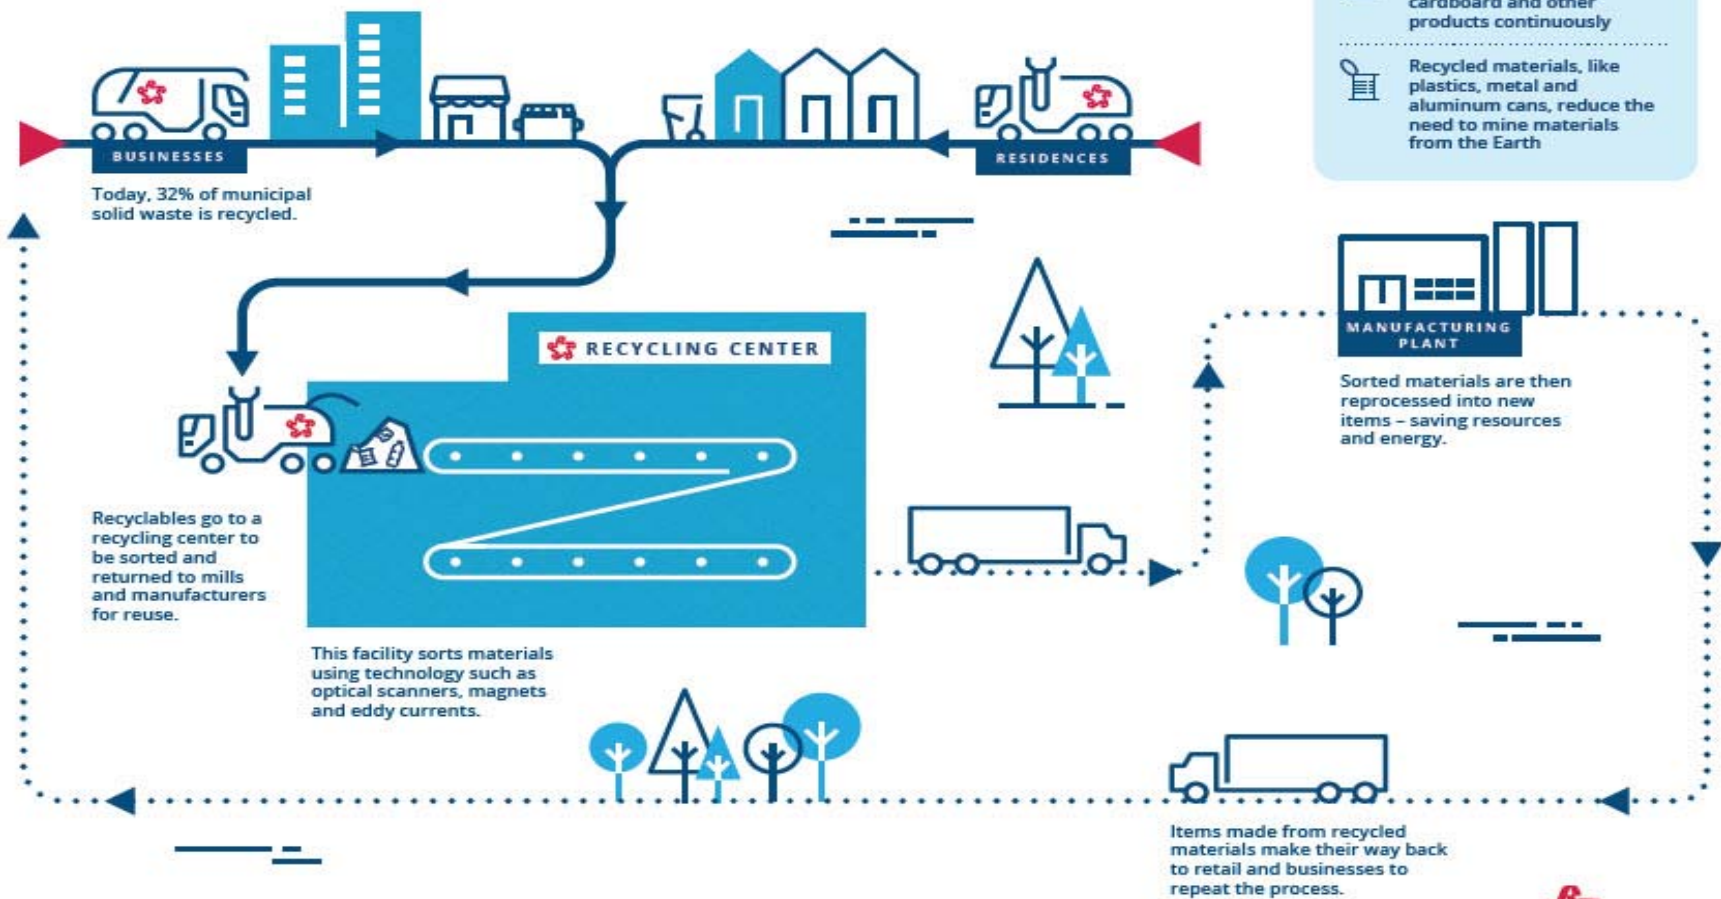 cardboard and other
products continuously
Recycled materials, like
plastics, metal and
aluminum cans, reduce the
need to mine materials
from the Earth
BUSINESSES
RESIDENCES
Today, 32% of municipal
solid waste is recycled.
RECYCLING CENTER
MANUFACTURING
PLANT
Sorted materials are then
reprocessed into new
items – saving resources
and energy.
Recyclables go to a
recycling center to
be sorted and
returned to mills
and manufacturers
for reuse.
This facility sorts materials
using technology such as
optical scanners, magnets
and eddy currents.
Items made from recycled
materials make their way back
to retail and businesses to
repeat the process.